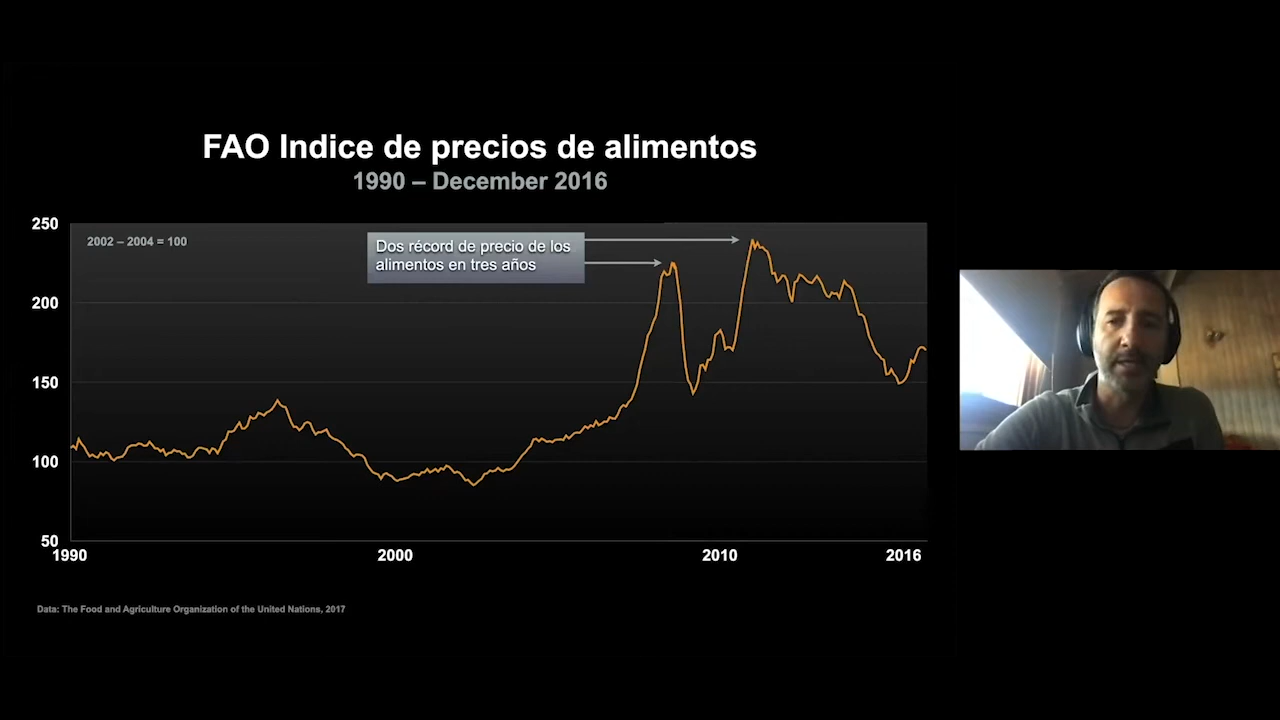 FAO Indice de precios de alimentos
1990 – December 2016
250
2002 – 2004 = 100
Dos récord de precio de los
alimentos en tres años
200
150
100
50
1990
2000
2010
2016
Data: The Food and Agriculture Organization of the United Nations, 2017